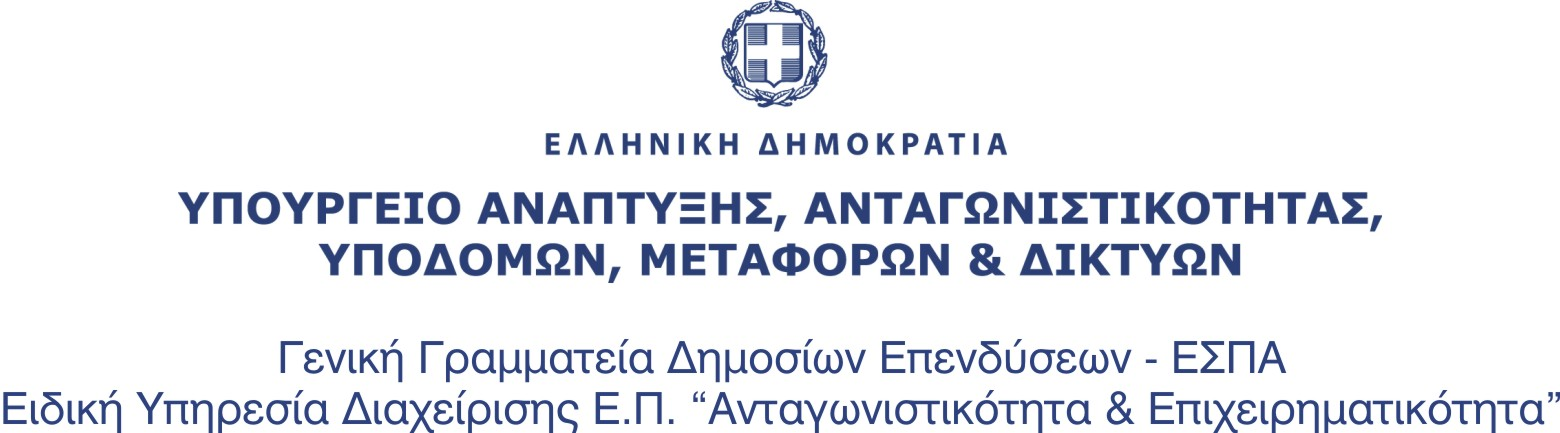 ΕΛΛΗΝΙΚΗ ΔΗΜΟΚΡΑΤΙΑ
ΥΠΟΥΡΓΕΙΟ ΑΝΑΠΤΥΞΗΣ, ΑΝΤΑΓΩΝΙΣΤΙΚΟΤΗΤΑΣ,
ΥΠΟΔΟΜΩΝ, ΜΕΤΑΦΟΡΩΝ & ΔΙΚΤΥΩΝ
Γενική Γραμματεία Δημοσίων Επενδύσεων - ΕΣΠΑ
Ειδική Υπηρεσία Διαχείρισης Ε.Π. “Ανταγωνιστικότητα & Επιχειρηματικότητα”